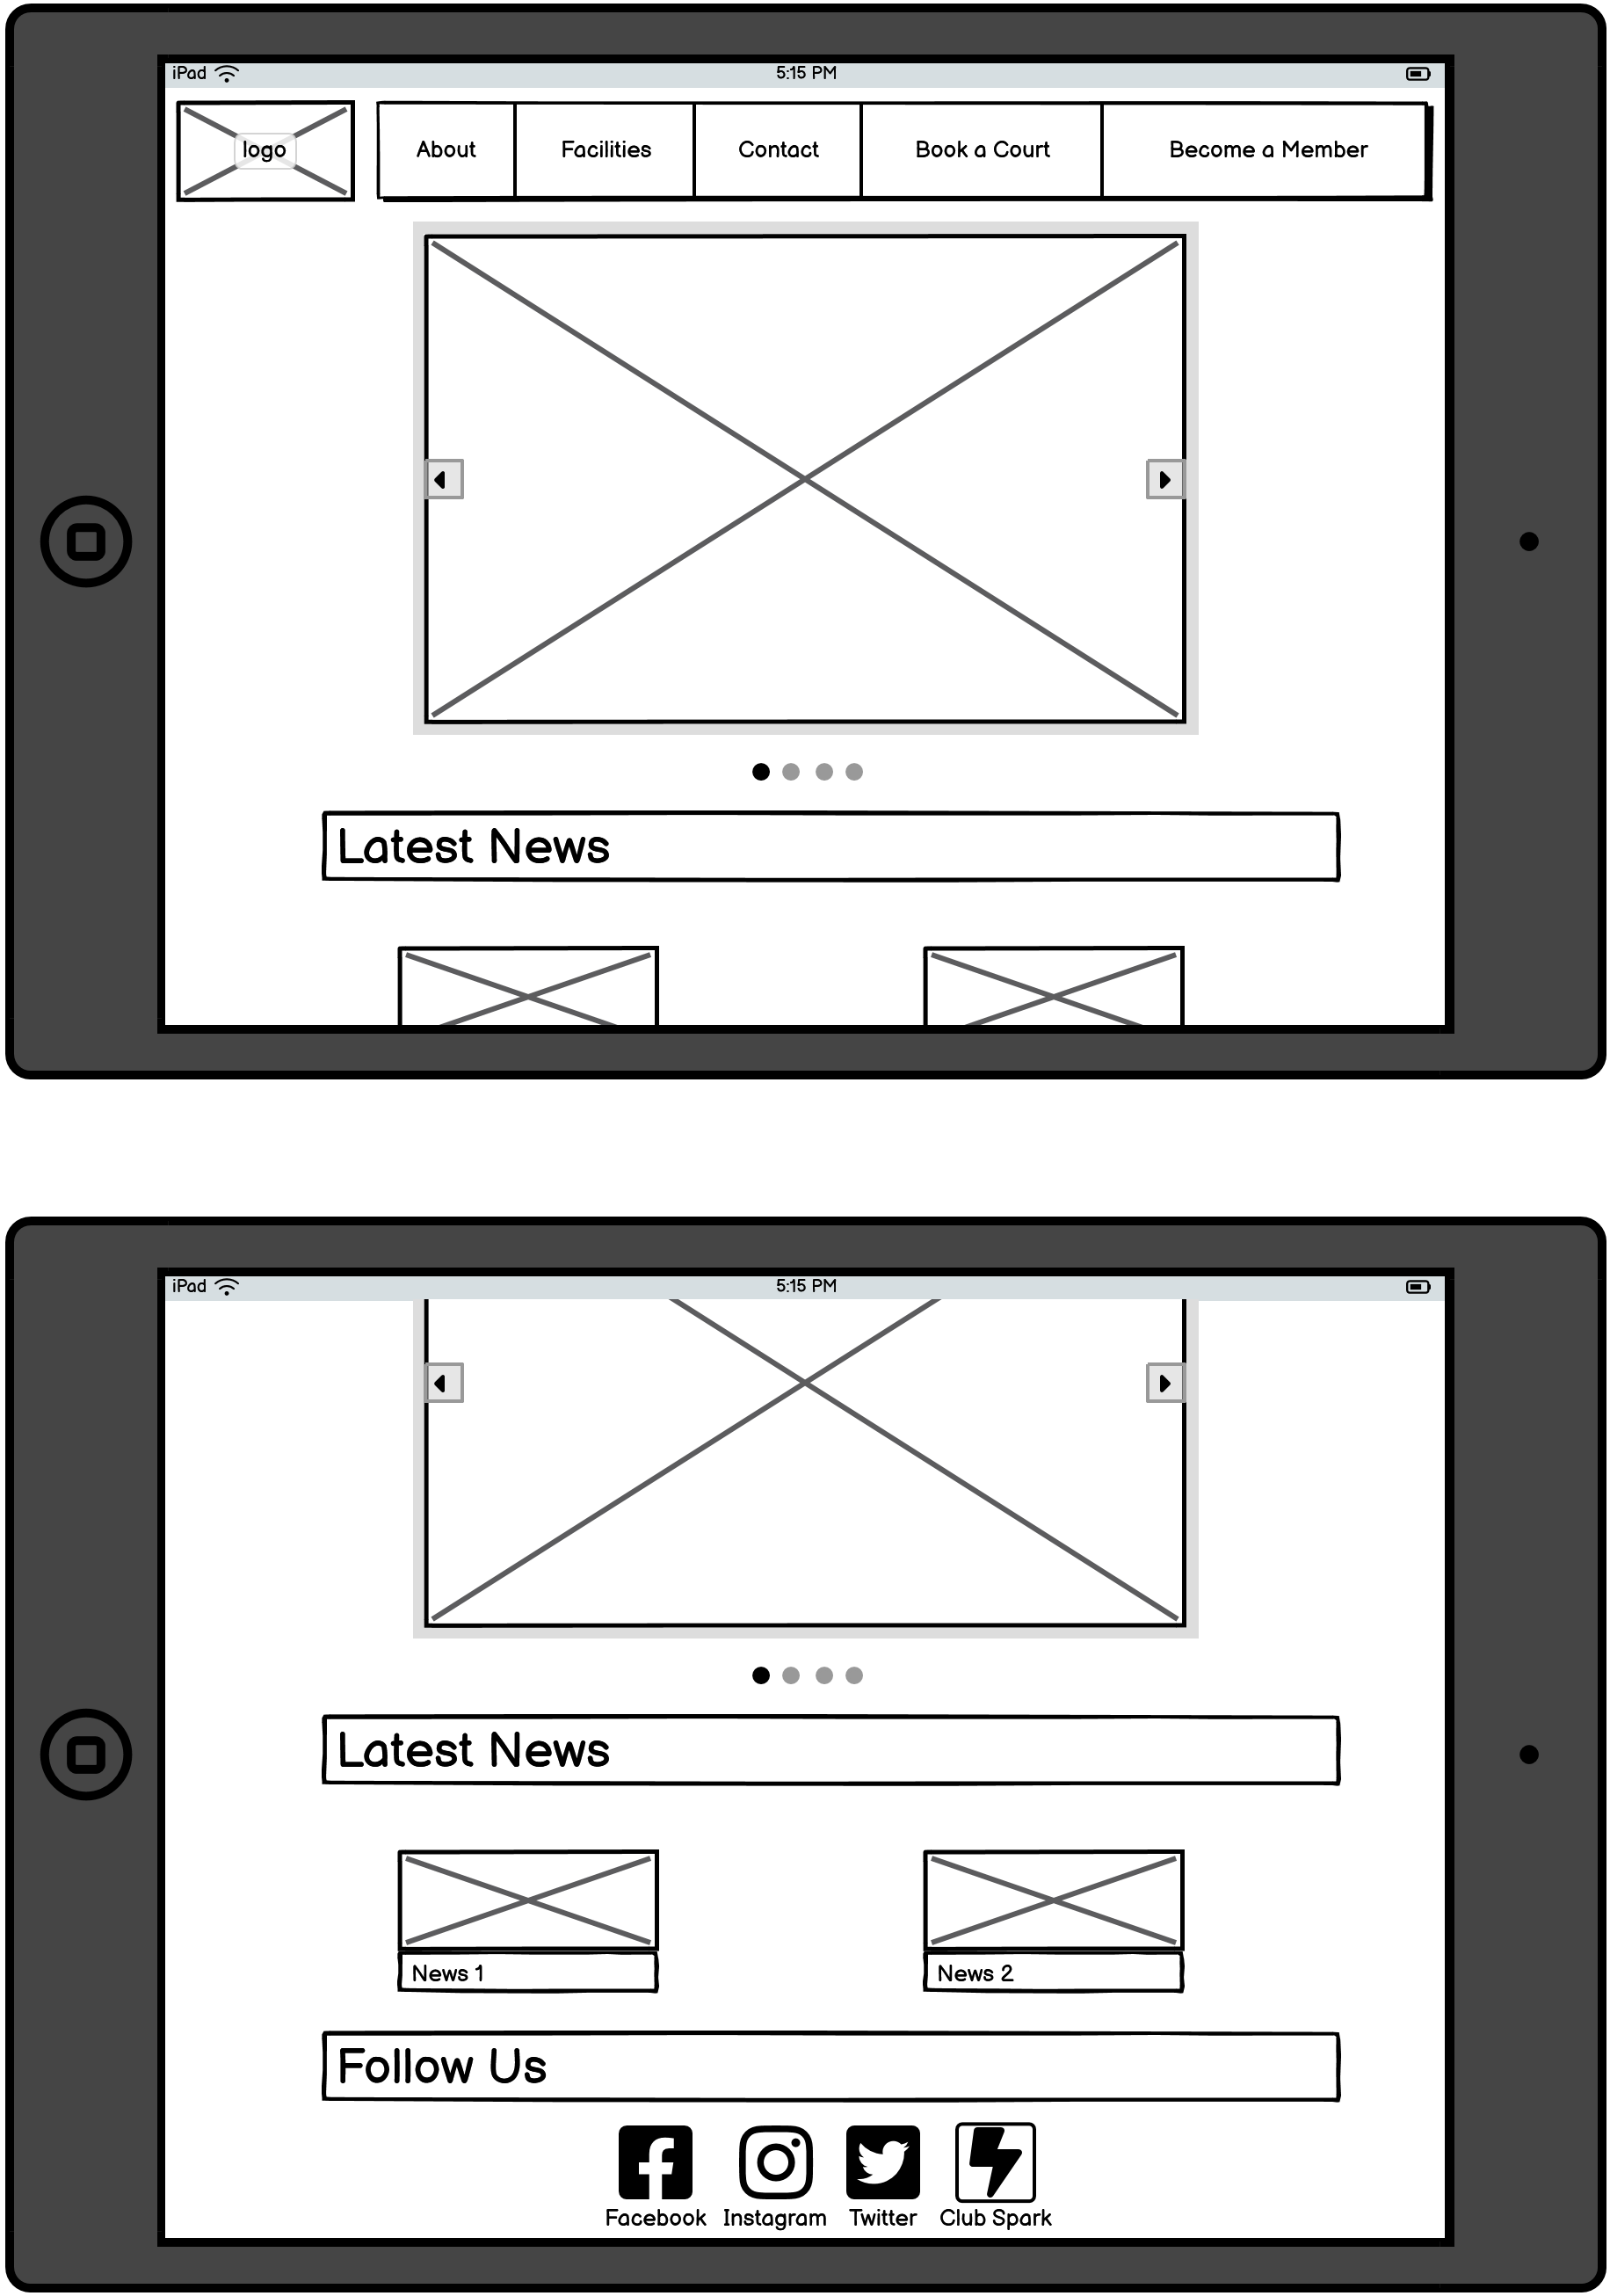 iPad 5:15 PM
logo About Facilities Contact Book a Court Become a Member
Latest News
iPad 5:15 PM
Latest News
News 1 News 2
Follow Us
Facebook Instagram Twitter Club Spark